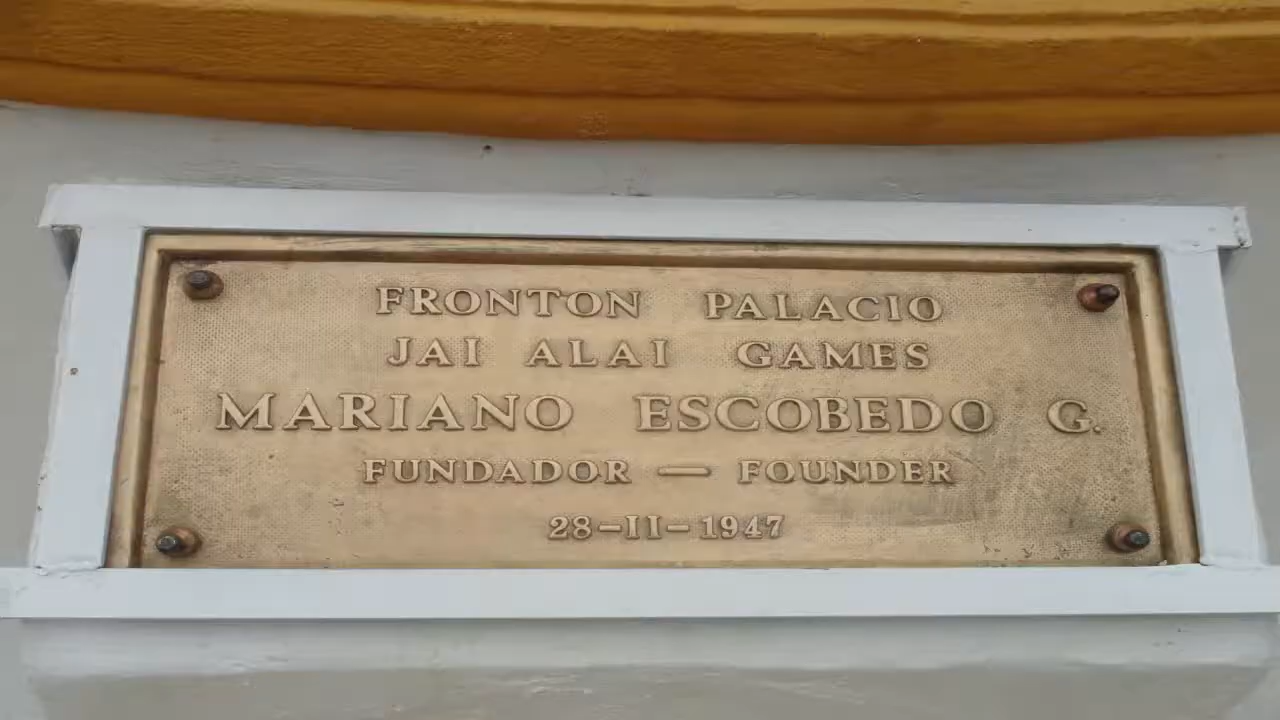 FRONTON PALACIO
JAI ALAI GAMES
MARIANO ESCOBEDO G.
FUNDADOR — FOUNDER
28-II-1947